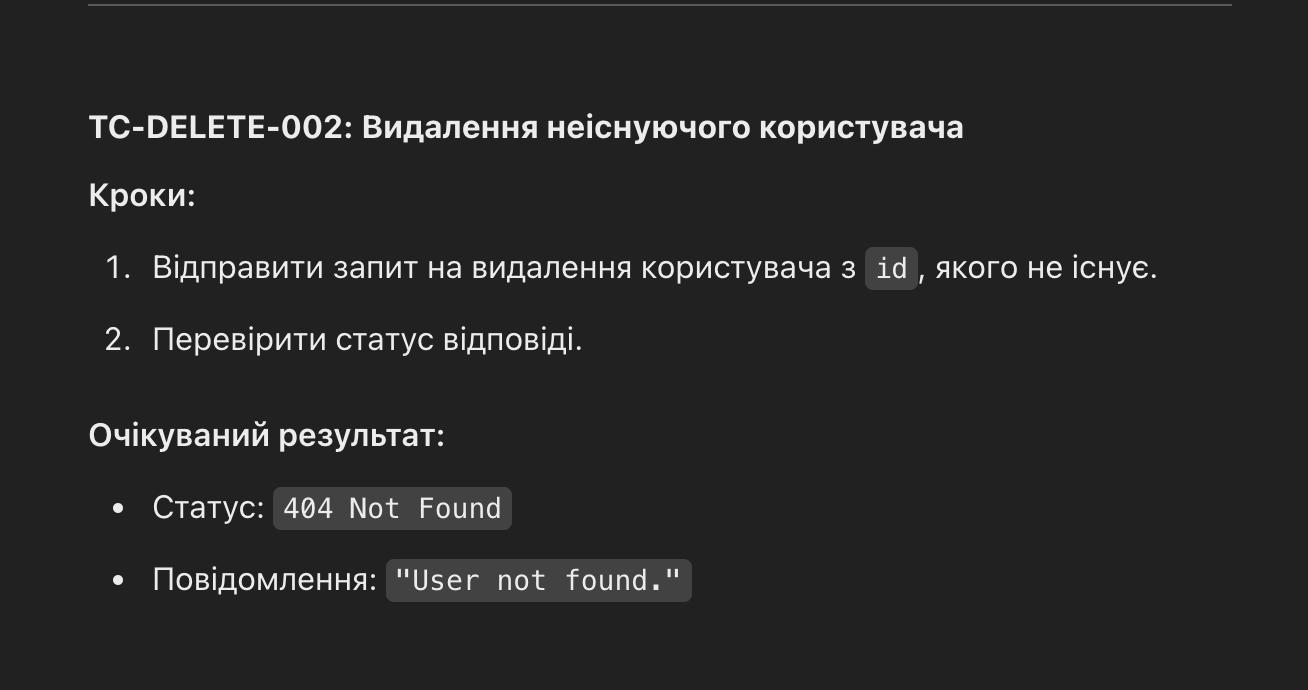 TC-DELETE-002: Видалення неіснуючого користувача
Кроки:
1. Відправити запит на видалення користувача з id, якого не існує.
2. Перевірити статус відповіді.
Очікуваний результат:
• Статус: 404 Not Found
• Повідомлення: "User not found."